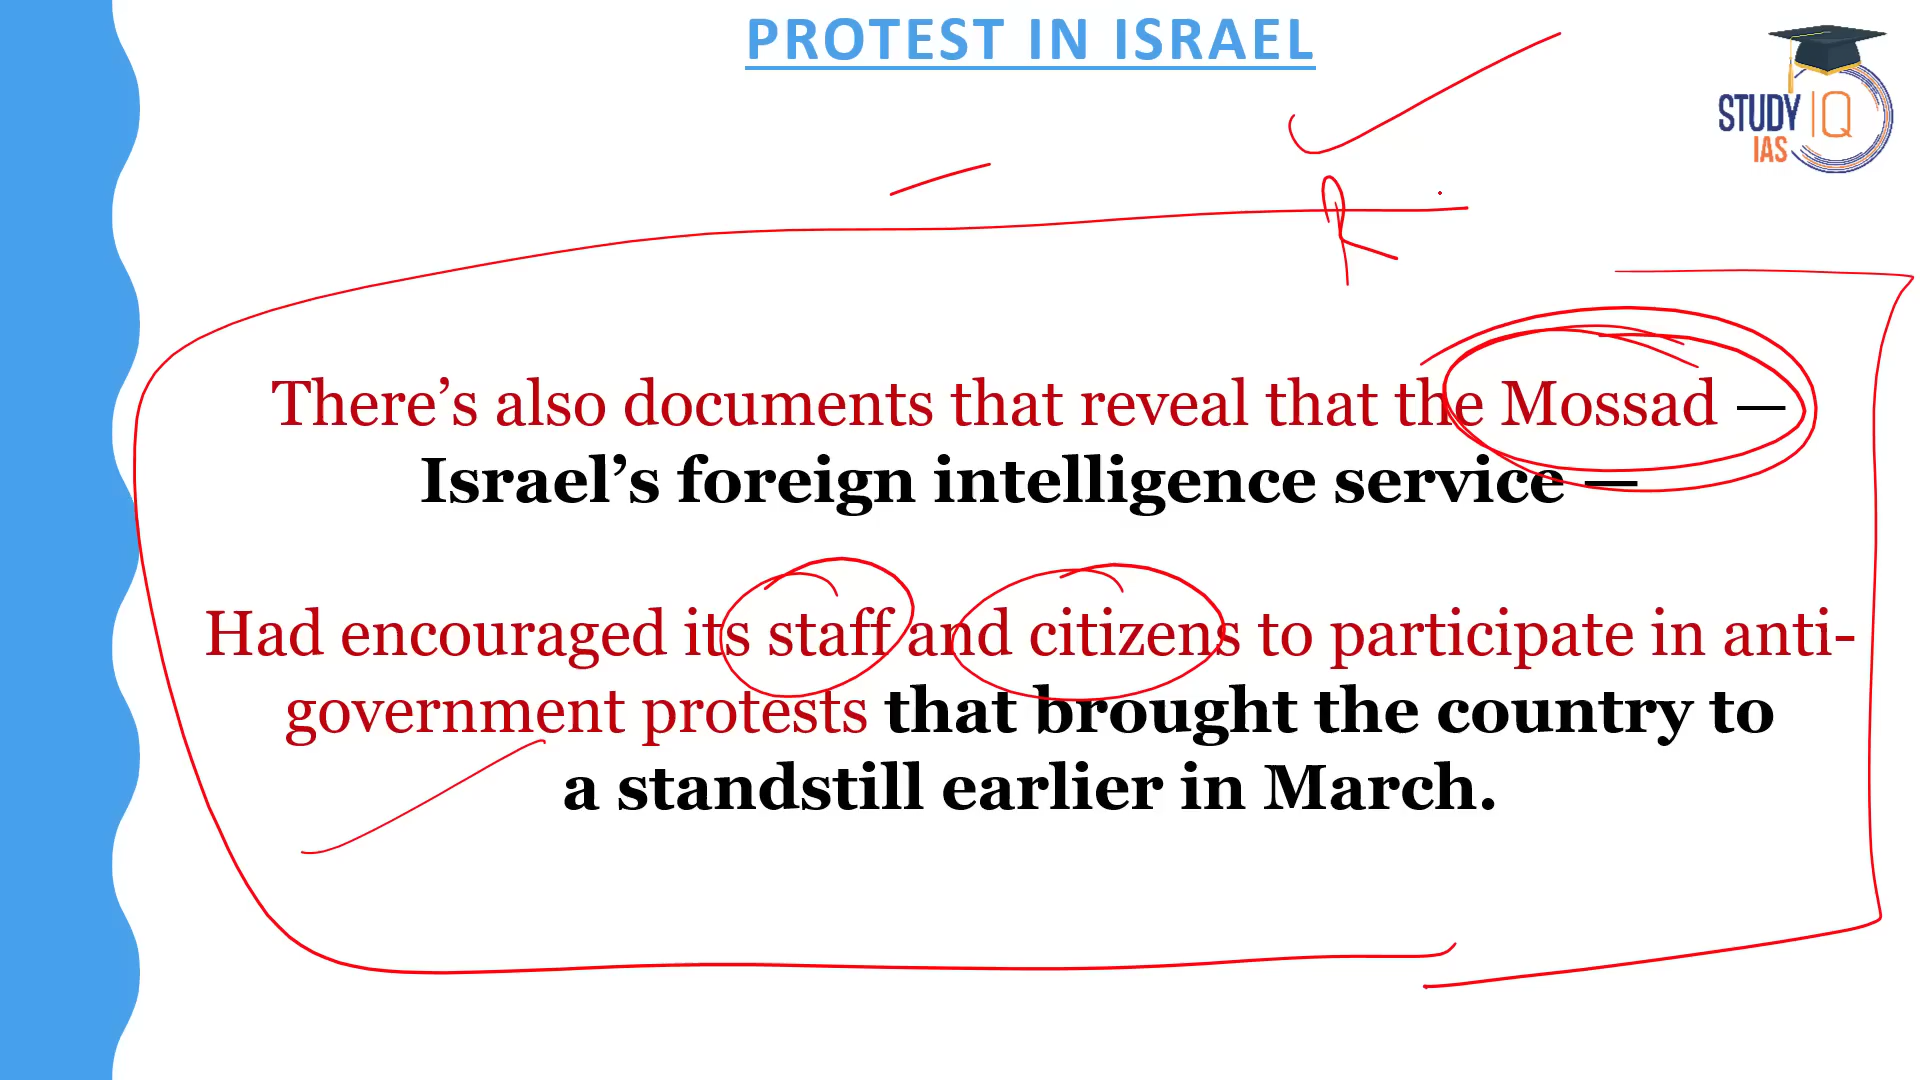 PROTEST IN ISRAEL
STUDY IQ
IAS
There’s also documents that reveal that the Mossad —
Israel’s foreign intelligence service —
Had encouraged its staff and citizens to participate in anti-
government protests that brought the country to
a standstill earlier in March.